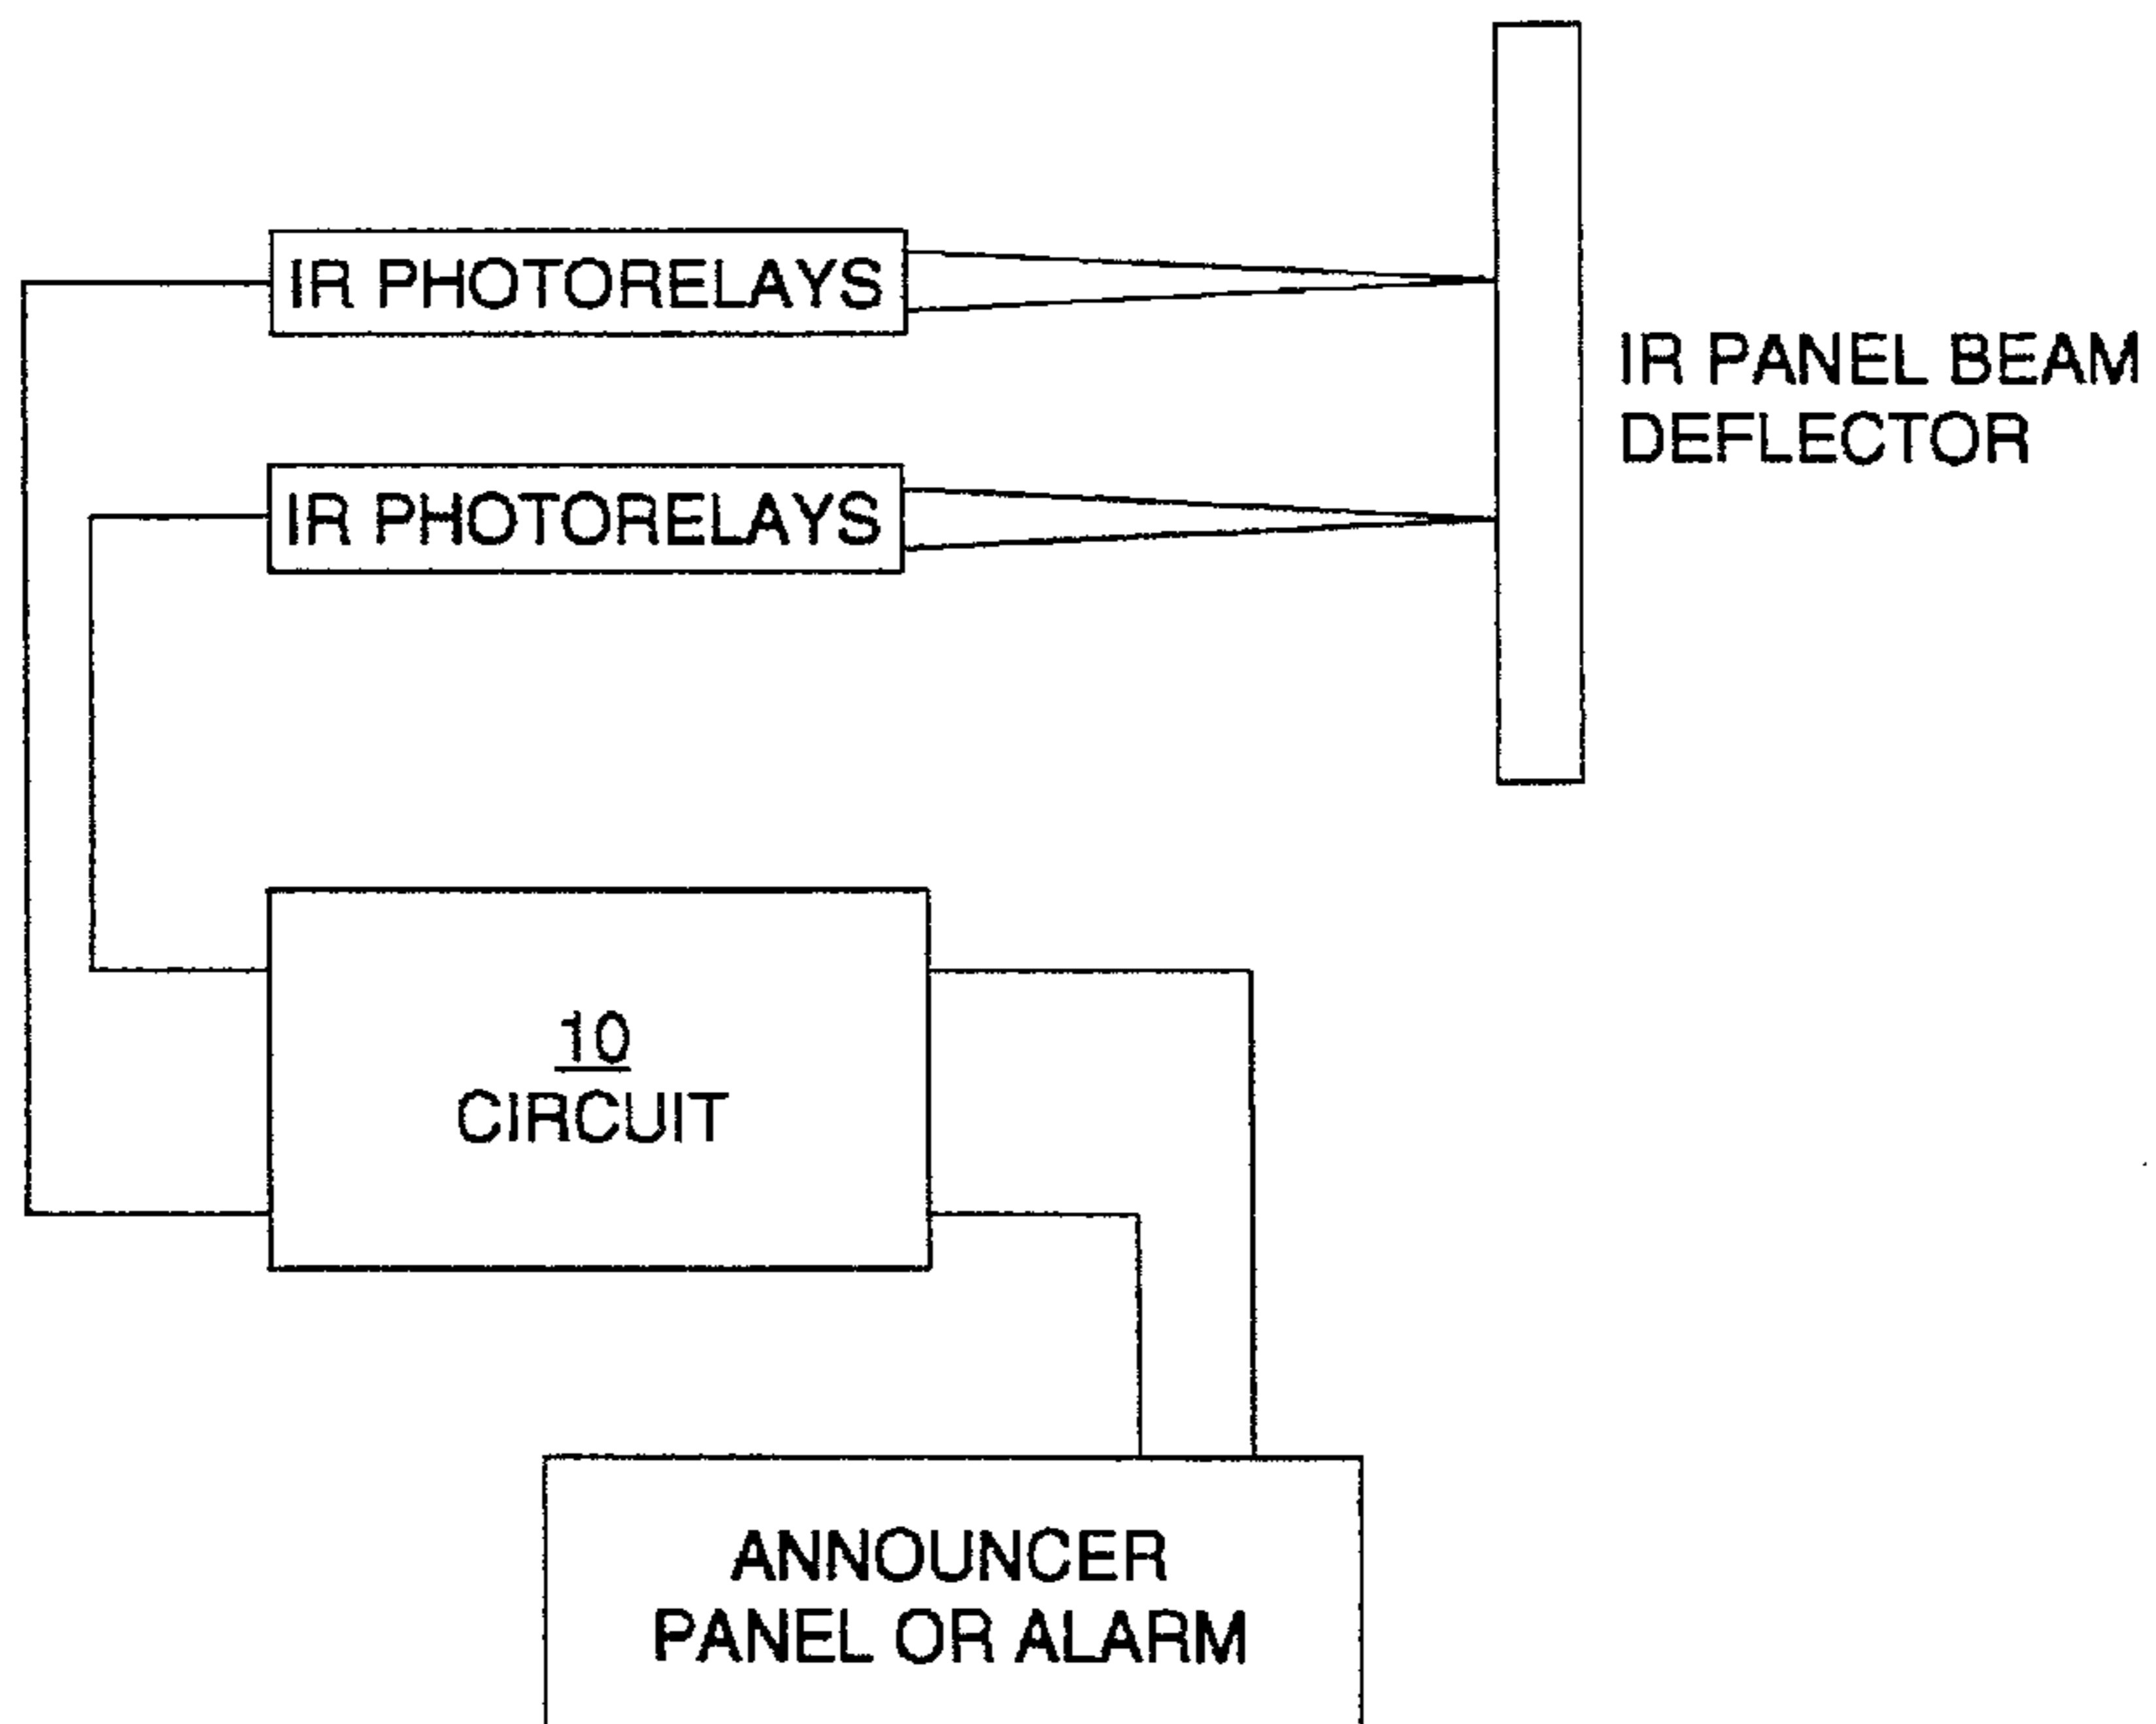 IR PHOTORELAYS
IR PANEL BEAM
DEFLECTOR
IR PHOTORELAYS
10
CIRCUIT
ANNOUNCER
PANEL OR ALARM